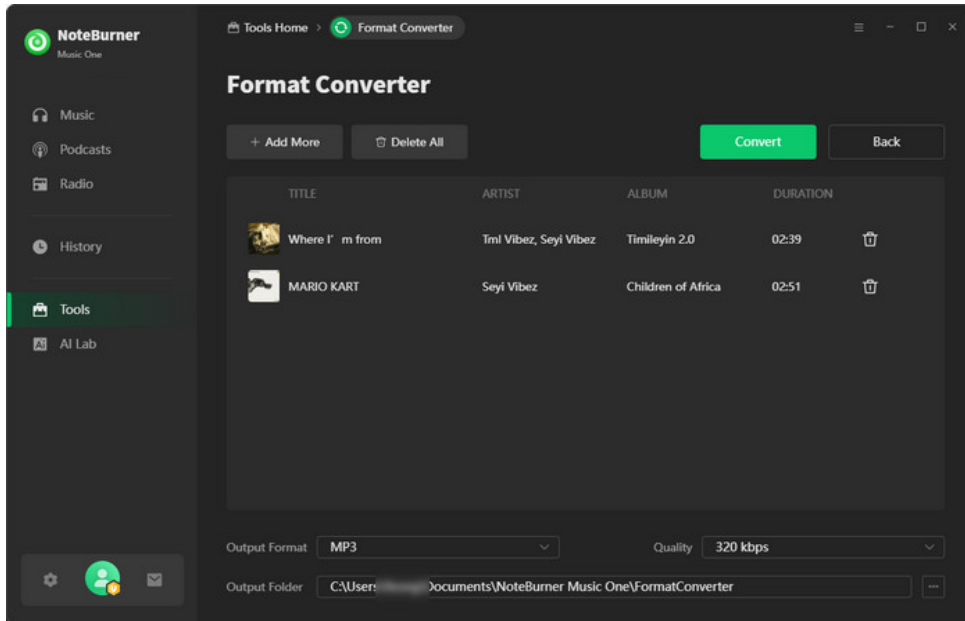 NoteBurner
Music One
Tools Home > Format Converter
Format Converter
Music
Podcasts
Radio
History
Tools
AI Lab
+ Add More
Delete All
Convert
Back
TITLE ARTIST ALBUM DURATION
Where I' m from Tml Vibez, Seyi Vibez Timileyin 2.0 02:39
MARIO KART Seyi Vibez Children of Africa 02:51
Output Format MP3 Quality 320 kbps
Output Folder C:\Users Documents\NoteBurner Music One\FormatConverter ...